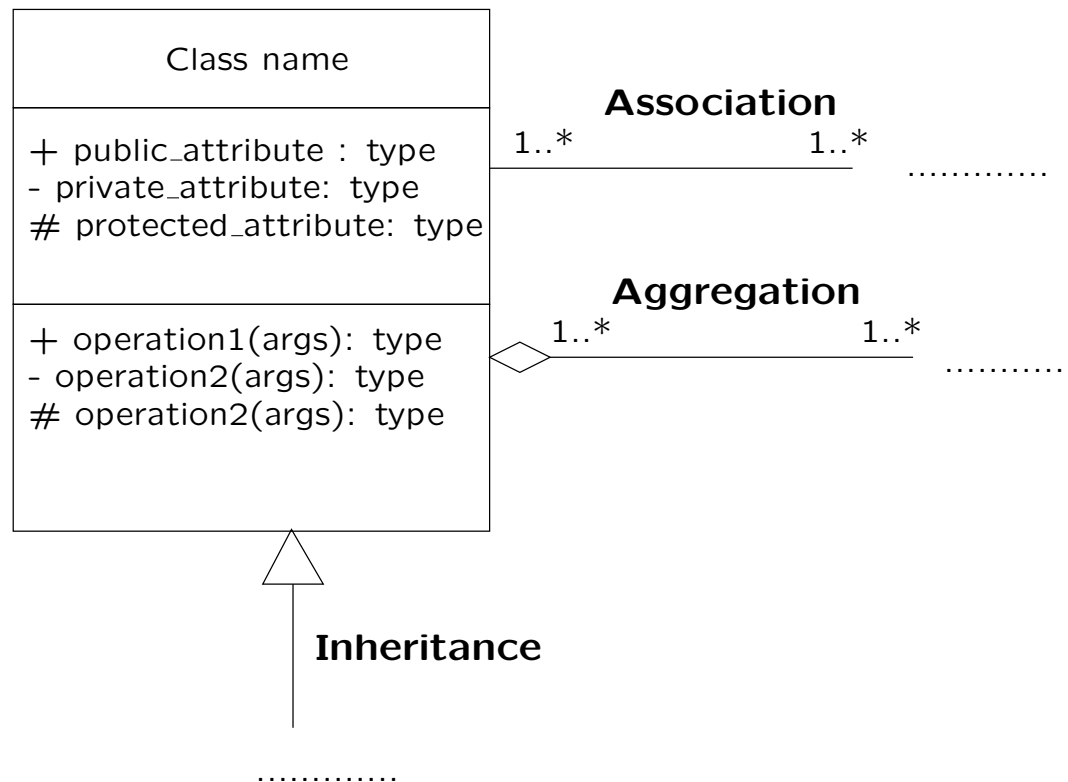 Class name
+ public_attribute : type
- private_attribute: type
# protected_attribute: type
+ operation1(args): type
- operation2(args): type
# operation2(args): type
Association
1..* 1..*
.............
Aggregation
1..* 1..*
...........
Inheritance
.............